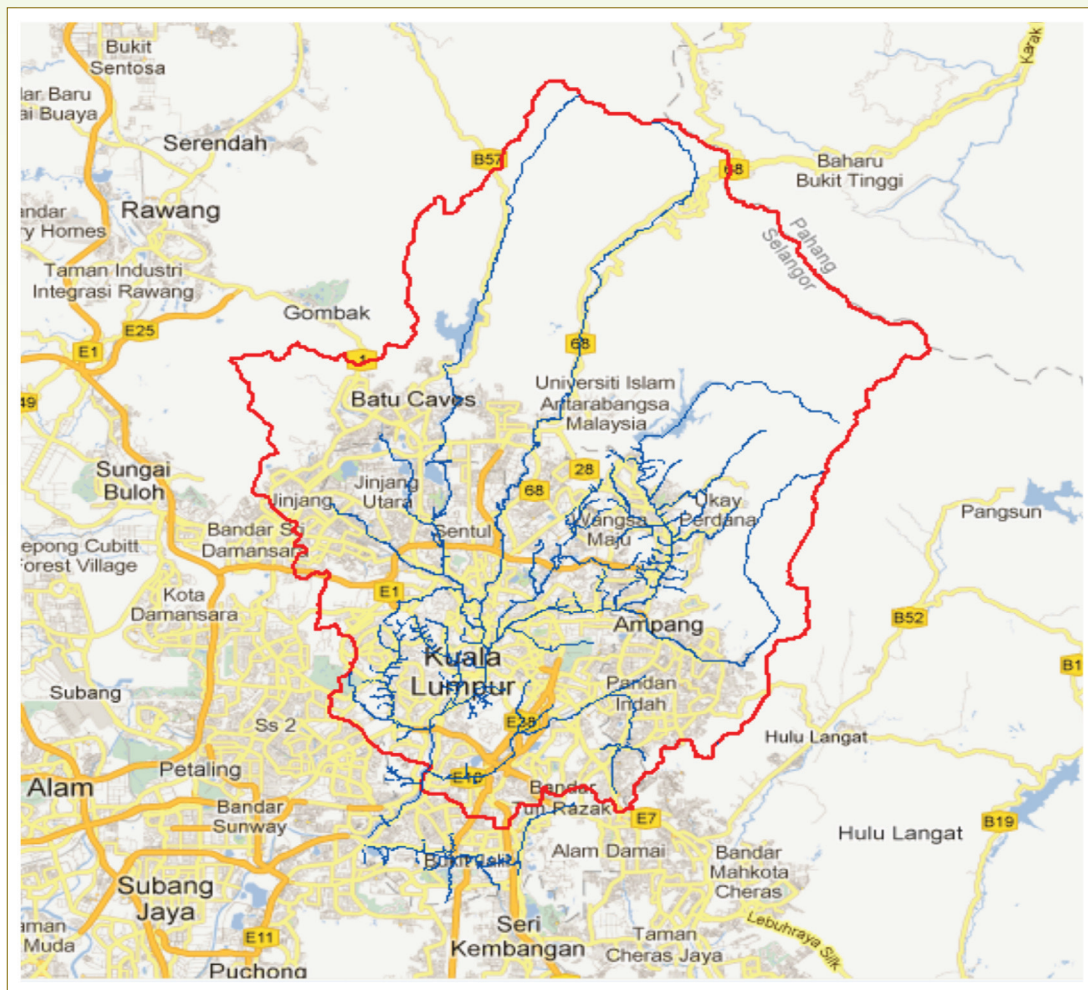 Bukit
Sentosa
Karak
ar Baru
ai Buaya
Serendah
B57
68
Baharu
Bukit Tinggi
andar
ry Homes
Rawang
Pahang
Selangor
Taman Industri
Integrasi Rawang
Gombak
E25
E1
1
68
49
Batu Caves
Universiti Islam
Antarabangsa
Malaysia
Sungai
Buloh
28
68
Jinjang
Utara
Jinjang
Ukay
Perdana
Pangsun
Bandar Sri
Damansara
Sentul
Wangsa
Maju
epong Cubitt
Forest Village
Kota
Damansara
E1
B52
Ampang
Kuala
Lumpur
Subang
B1
Pandan
Indah
Ss 2
E38
Hulu Langat
Petaling
Alam
Bandar
Tun Razak
Bandar
Sunway
E7
B19
Hulu Langat
Alam Damai
Bandar
Mahkota
Cheras
Subang
Jaya
Seri
Kembangan
Taman
Cheras Jaya
Lebuhraya Silk
aman
Muda
E11
Puchong